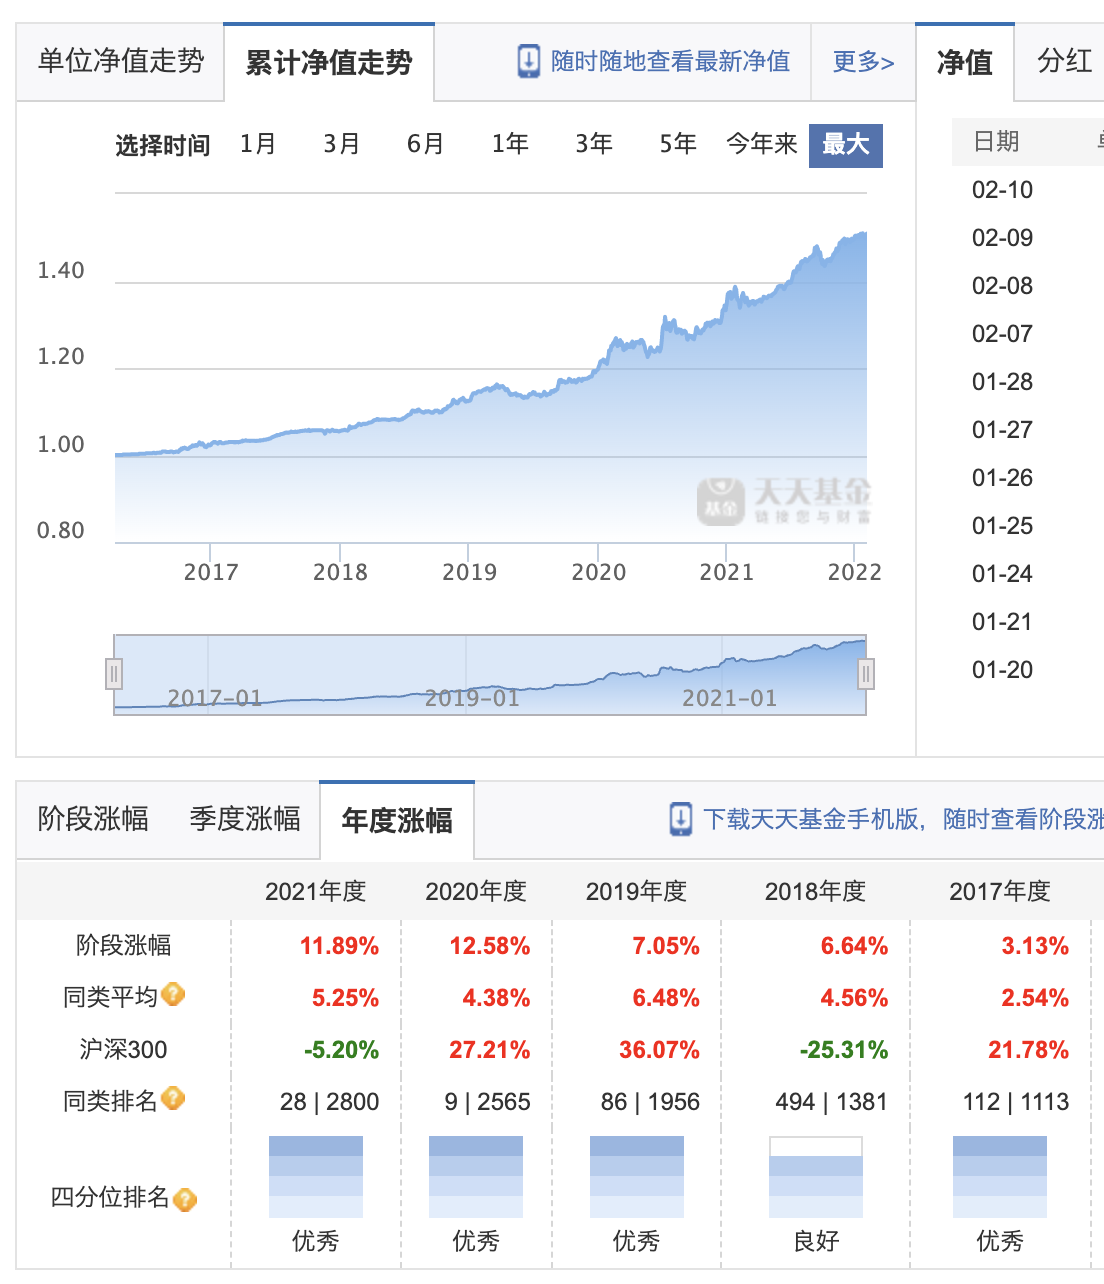 单位净值走势 累计净值走势 随时随地查看最新净值 更多> 净值 分红
选择时间 1月 3月 6月 1年 3年 5年 今年来 最大
日期
02-10
02-09
02-08
02-07
01-28
01-27
01-26
01-25
01-24
01-21
01-20
1.40
1.20
1.00
0.80
基金 天天基金
链接您与财富
2017 2018 2019 2020 2021 2022
2017-01 2019-01 2021-01
阶段涨幅 季度涨幅 年度涨幅 下载天天基金手机版，随时查看阶段涨
2021年度 2020年度 2019年度 2018年度 2017年度
阶段涨幅 11.89% 12.58% 7.05% 6.64% 3.13%
同类平均? 5.25% 4.38% 6.48% 4.56% 2.54%
沪深300 -5.20% 27.21% 36.07% -25.31% 21.78%
同类排名? 28 | 2800 9 | 2565 86 | 1956 494 | 1381 112 | 1113
四分位排名? 优秀 优秀 优秀 良好 优秀